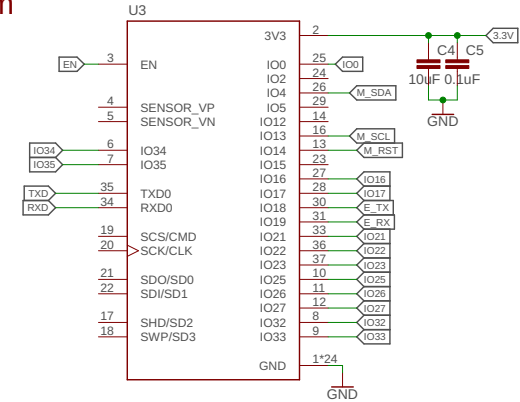 n
U3
3V3 2 3.3V
C4 C5
EN 3 EN IO0 25 IO0
IO2 24
10uF 0.1uF
IO4 26 M_SDA
4 SENSOR_VP IO5 29
5 SENSOR_VN IO12 14 GND
IO13 16 M_SCL
IO34 6 IO34 IO14 13 M_RST
IO35 7 IO35 IO15 23
IO16 27 IO16
TXD 35 TXD0 IO17 28 IO17
RXD 34 RXD0 IO18 30 E_TX
IO19 31 E_RX
19 SCS/CMD IO21 33 IO21
20 SCK/CLK IO22 36 IO22
IO23 37 IO23
21 SDO/SD0 IO25 10 IO25
22 SDI/SD1 IO26 11 IO26
IO27 12 IO27
17 SHD/SD2 IO32 8 IO32
18 SWP/SD3 IO33 9 IO33
GND 1*24
GND